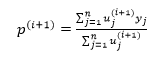 p^{(i+1)} = \frac{\sum_{j=1}^{n} u_j^{(i+1)} y_j}{\sum_{j=1}^{n} u_j^{(i+1)}}